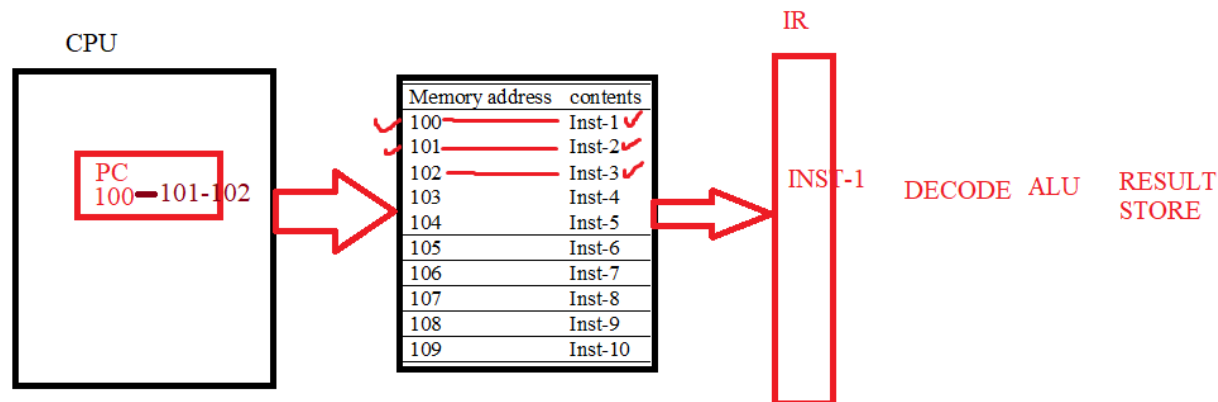 CPU
PC
100-101-102
Memory address contents
100 Inst-1
101 Inst-2
102 Inst-3
103 Inst-4
104 Inst-5
105 Inst-6
106 Inst-7
107 Inst-8
108 Inst-9
109 Inst-10
IR
INST-1
DECODE
ALU
RESULT
STORE